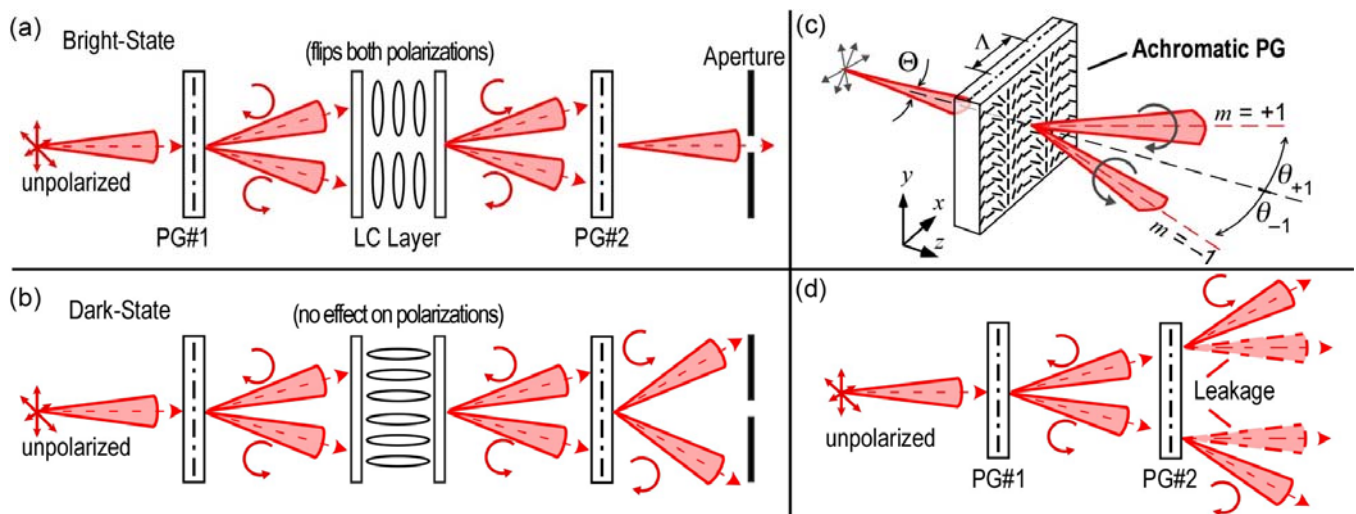 (a)
Bright-State
(flips both polarizations)
Aperture
unpolarized
PG#1
LC Layer
PG#2
(b)
Dark-State
(no effect on polarizations)
unpolarized
(c)
Λ
Θ
Achromatic PG
m = +1
θ+1
θ−1
m = −1
y
x
z
(d)
Leakage
unpolarized
PG#1
PG#2